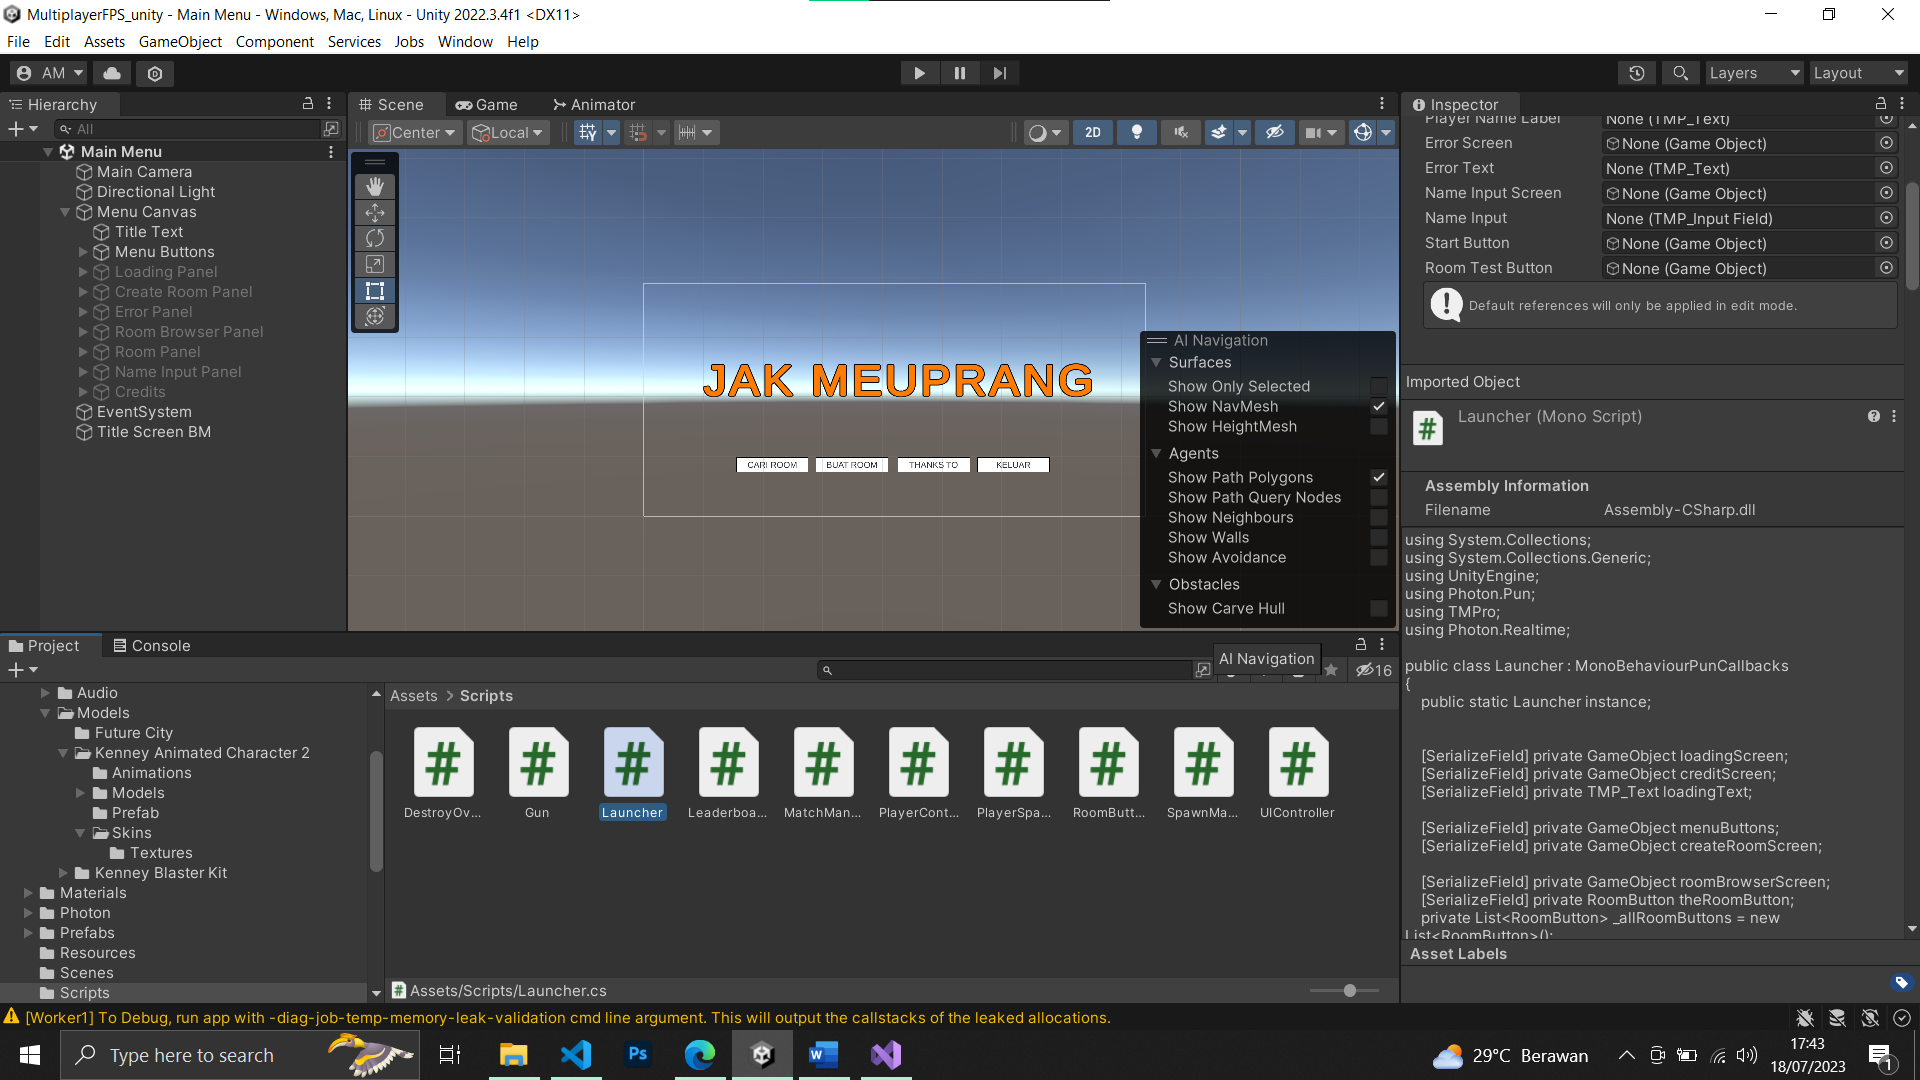 MultiplayerFPS_unity - Main Menu - Windows, Mac, Linux - Unity 2022.3.4f1 <DX11>
File Edit Assets GameObject Component Services Jobs Window Help
AM
Layers
Layout
Hierarchy
All
Main Menu
Main Camera
Directional Light
Menu Canvas
Title Text
Menu Buttons
Loading Panel
Create Room Panel
Error Panel
Room Browser Panel
Room Panel
Name Input Panel
Credits
EventSystem
Title Screen BM
Scene Game Animator
Center Local 2D
JAK MEUPRANG
CARI ROOM BUAT ROOM THANKS TO KELUAR
AI Navigation
Surfaces
Show Only Selected
Show NavMesh
Show HeightMesh
Agents
Show Path Polygons
Show Path Query Nodes
Show Neighbours
Show Walls
Show Avoidance
Obstacles
Show Carve Hull
Inspector
Player Name Label None (TMP_Text)
Error Screen None (Game Object)
Error Text None (TMP_Text)
Name Input Screen None (Game Object)
Name Input None (TMP_Input Field)
Start Button None (Game Object)
Room Test Button None (Game Object)
Default references will only be applied in edit mode.
Imported Object
Launcher (Mono Script)
Assembly Information
Filename Assembly-CSharp.dll
using System.Collections;
using System.Collections.Generic;
using UnityEngine;
using Photon.Pun;
using TMPro;
using Photon.Realtime;
public class Launcher : MonoBehaviourPunCallbacks
{
public static Launcher instance;
[SerializeField] private GameObject loadingScreen;
[SerializeField] private GameObject creditScreen;
[SerializeField] private TMP_Text loadingText;
[SerializeField] private GameObject menuButtons;
[SerializeField] private GameObject createRoomScreen;
[SerializeField] private GameObject roomBrowserScreen;
[SerializeField] private RoomButton theRoomButton;
private List<RoomButton> _allRoomButtons = new
List<RoomButton>();
Asset Labels
Project Console
AI Navigation
16
Audio
Models
Future City
Kenney Animated Character 2
Animations
Models
Prefab
Skins
Textures
Kenney Blaster Kit
Materials
Photon
Prefabs
Resources
Scenes
Scripts
Assets > Scripts
DestroyOv... Gun Launcher Leaderboa... MatchMan... PlayerCont... PlayerSpa... RoomButt... SpawnMa... UIController
Assets/Scripts/Launcher.cs
[Worker1] To Debug, run app with -diag-job-temp-memory-leak-validation cmd line argument. This will output the callstacks of the leaked allocations.
Type here to search
Ps
29°C Berawan
17:43
18/07/2023
1